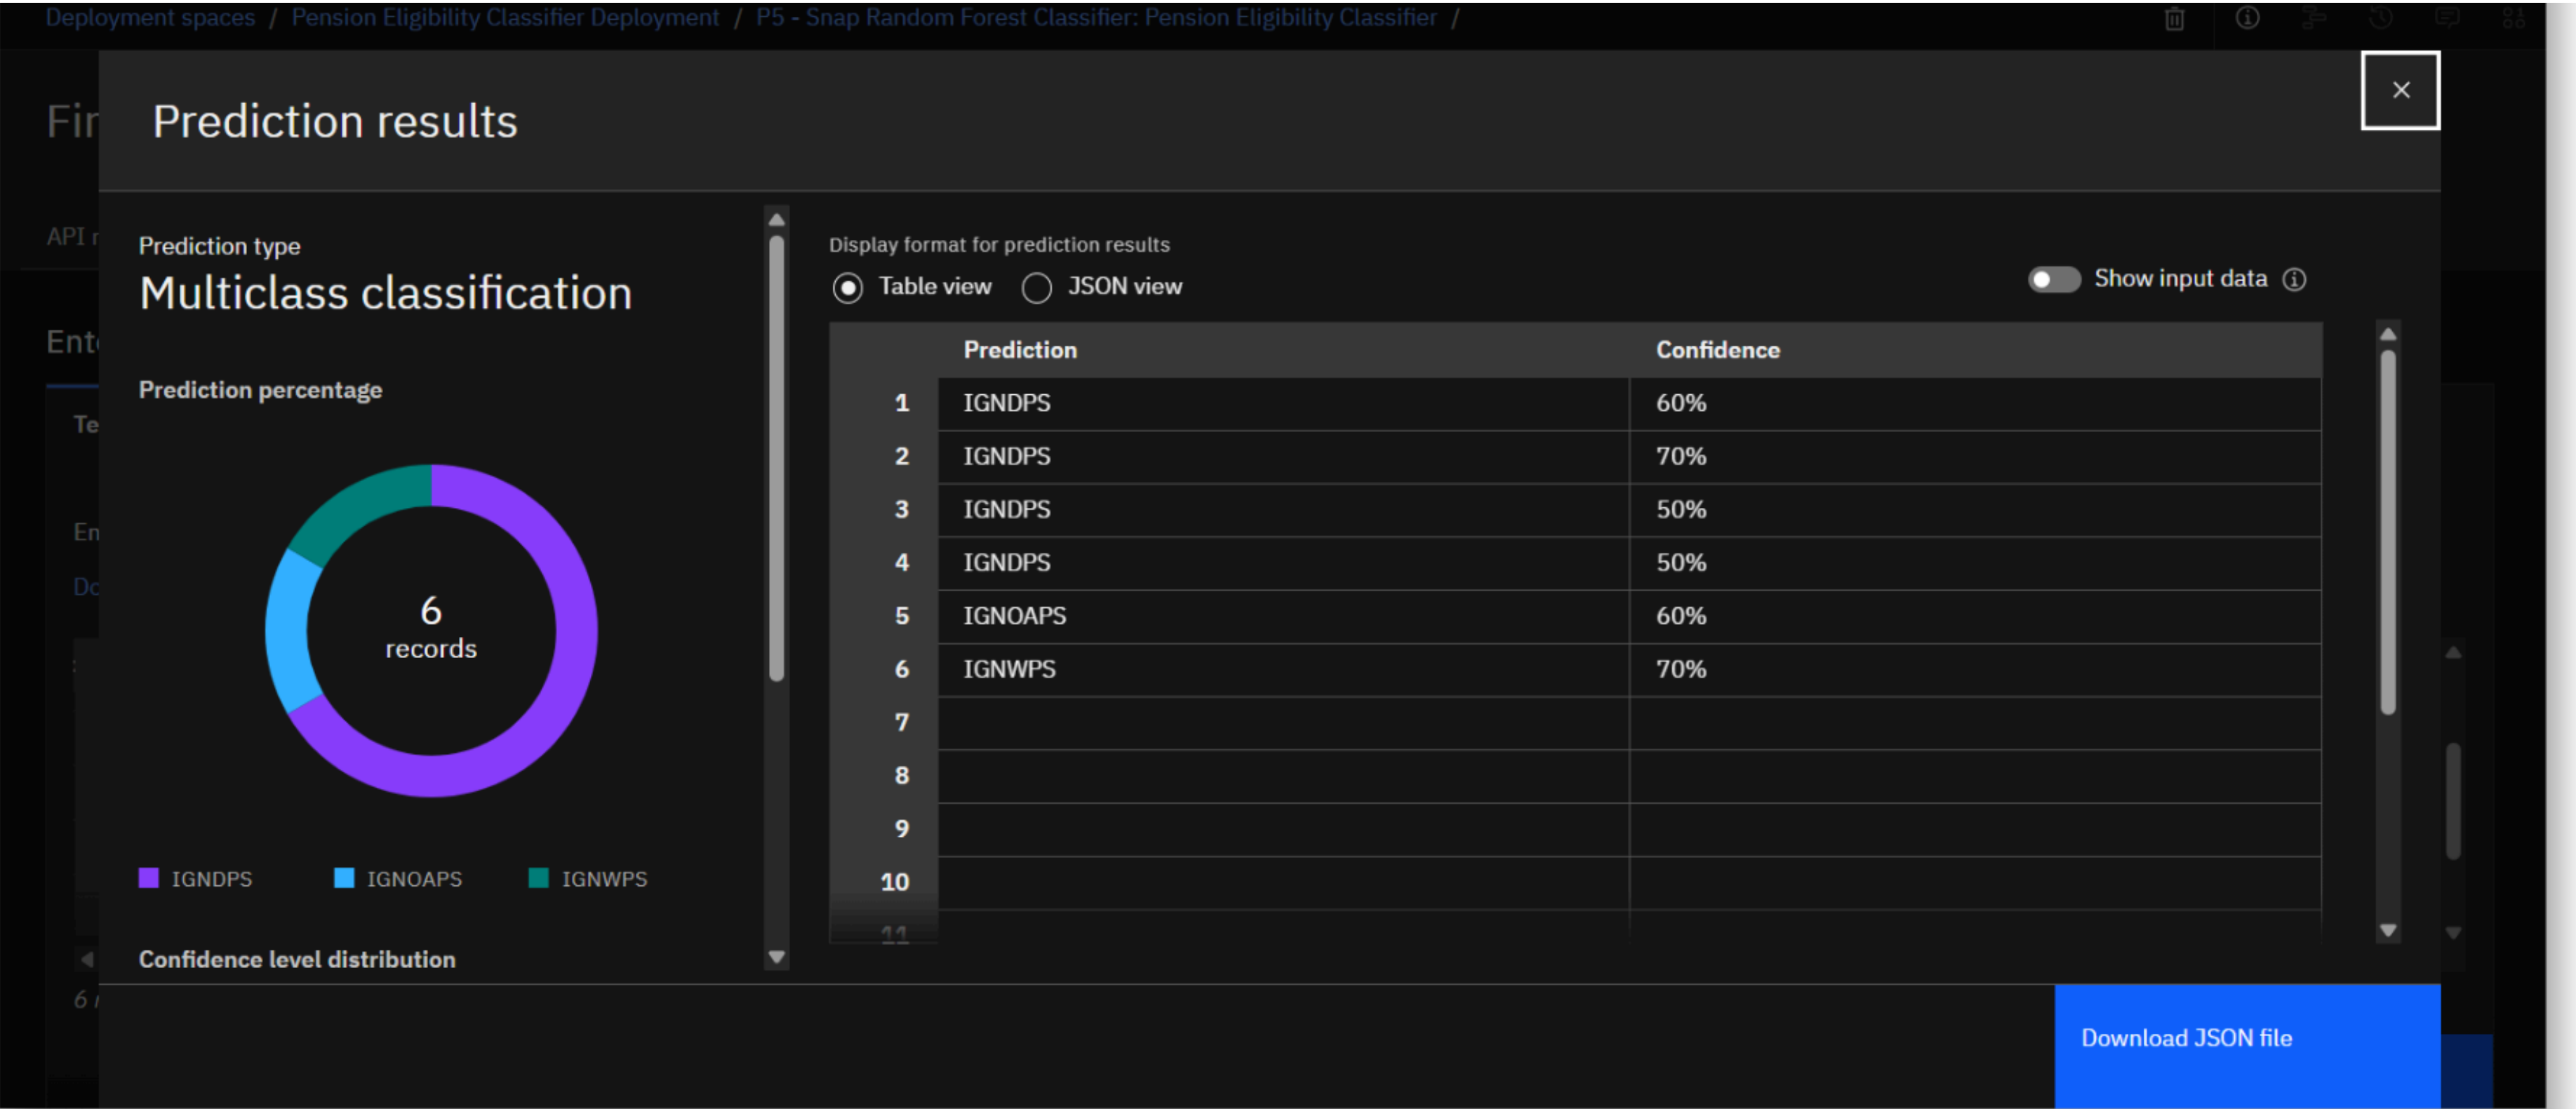 Deployment spaces / Pension Eligibility Classifier Deployment / P5 - Snap Random Forest Classifier: Pension Eligibility Classifier /
Prediction results
API
Prediction type
Multiclass classification
Prediction percentage
6
records
IGNDPS IGNOAPS IGNWPS
Confidence level distribution
Display format for prediction results
Table view JSON view
Show input data
Prediction Confidence
1 IGNDPS 60%
2 IGNDPS 70%
3 IGNDPS 50%
4 IGNDPS 50%
5 IGNOAPS 60%
6 IGNWPS 70%
7
8
9
10
11
6
Download JSON file